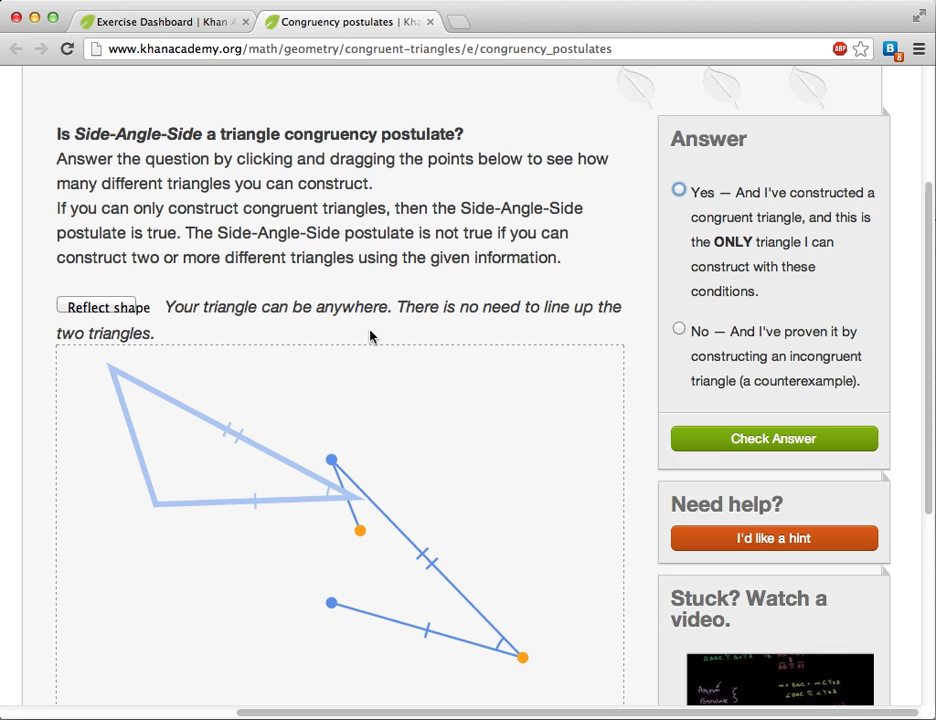 Exercise Dashboard | Khan A
Congruency postulates | Kha
www.khanacademy.org/math/geometry/congruent-triangles/e/congruency_postulates
ABP
B
8
Is Side-Angle-Side a triangle congruency postulate?
Answer the question by clicking and dragging the points below to see how
many different triangles you can construct.
If you can only construct congruent triangles, then the Side-Angle-Side
postulate is true. The Side-Angle-Side postulate is not true if you can
construct two or more different triangles using the given information.
Reflect shape Your triangle can be anywhere. There is no need to line up the
two triangles.
Answer
Yes — And I've constructed a
congruent triangle, and this is
the ONLY triangle I can
construct with these
conditions.
No — And I've proven it by
constructing an incongruent
triangle (a counterexample).
Check Answer
Need help?
I'd like a hint
Stuck? Watch a
video.